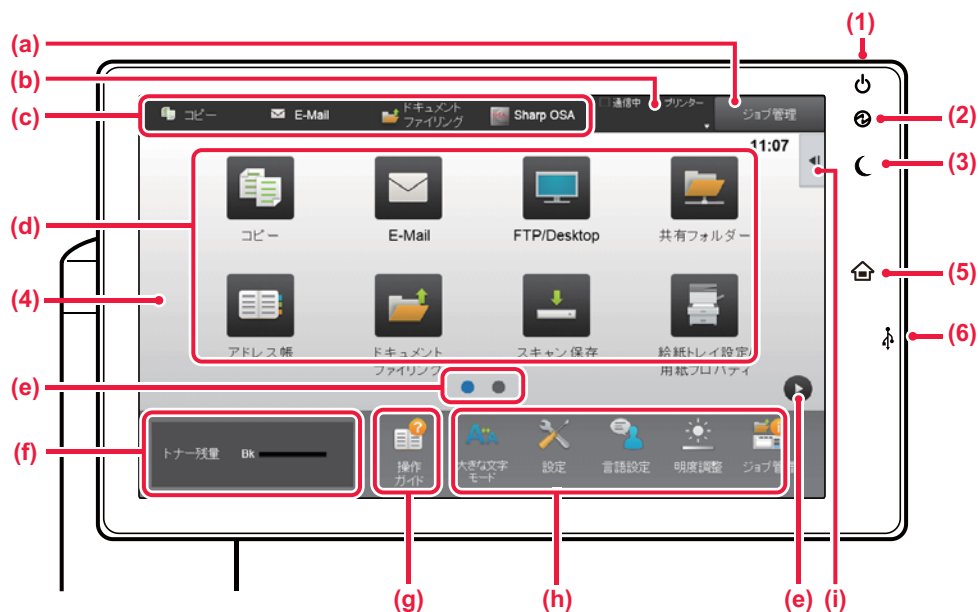 (1)
(a)
(b)
(c)
コピー
E-Mail
ドキュメント
ファイリング
Sharp OSA
通信中
プリンター
ジョブ管理
(2)
11:07
(3)
(i)
(d)
コピー
E-Mail
FTP/Desktop
共有フォルダー
(4)
(5)
(6)
アドレス帳
ドキュメント
ファイリング
スキャン保存
給紙トレイ設定/
用紙プロパティ
(e)
(f)
トナー残量
Bk
操作
ガイド
大きな文字
モード
設定
言語設定
明度調整
ジョブ管理
(g)
(h)
(e)